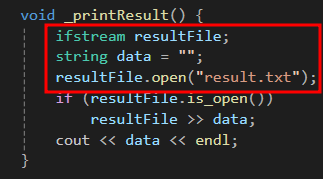 void _printResult() {
    ifstream resultFile;
    string data = "";
    resultFile.open("result.txt");
    if (resultFile.is_open())
        resultFile >> data;
    cout << data << endl;
}